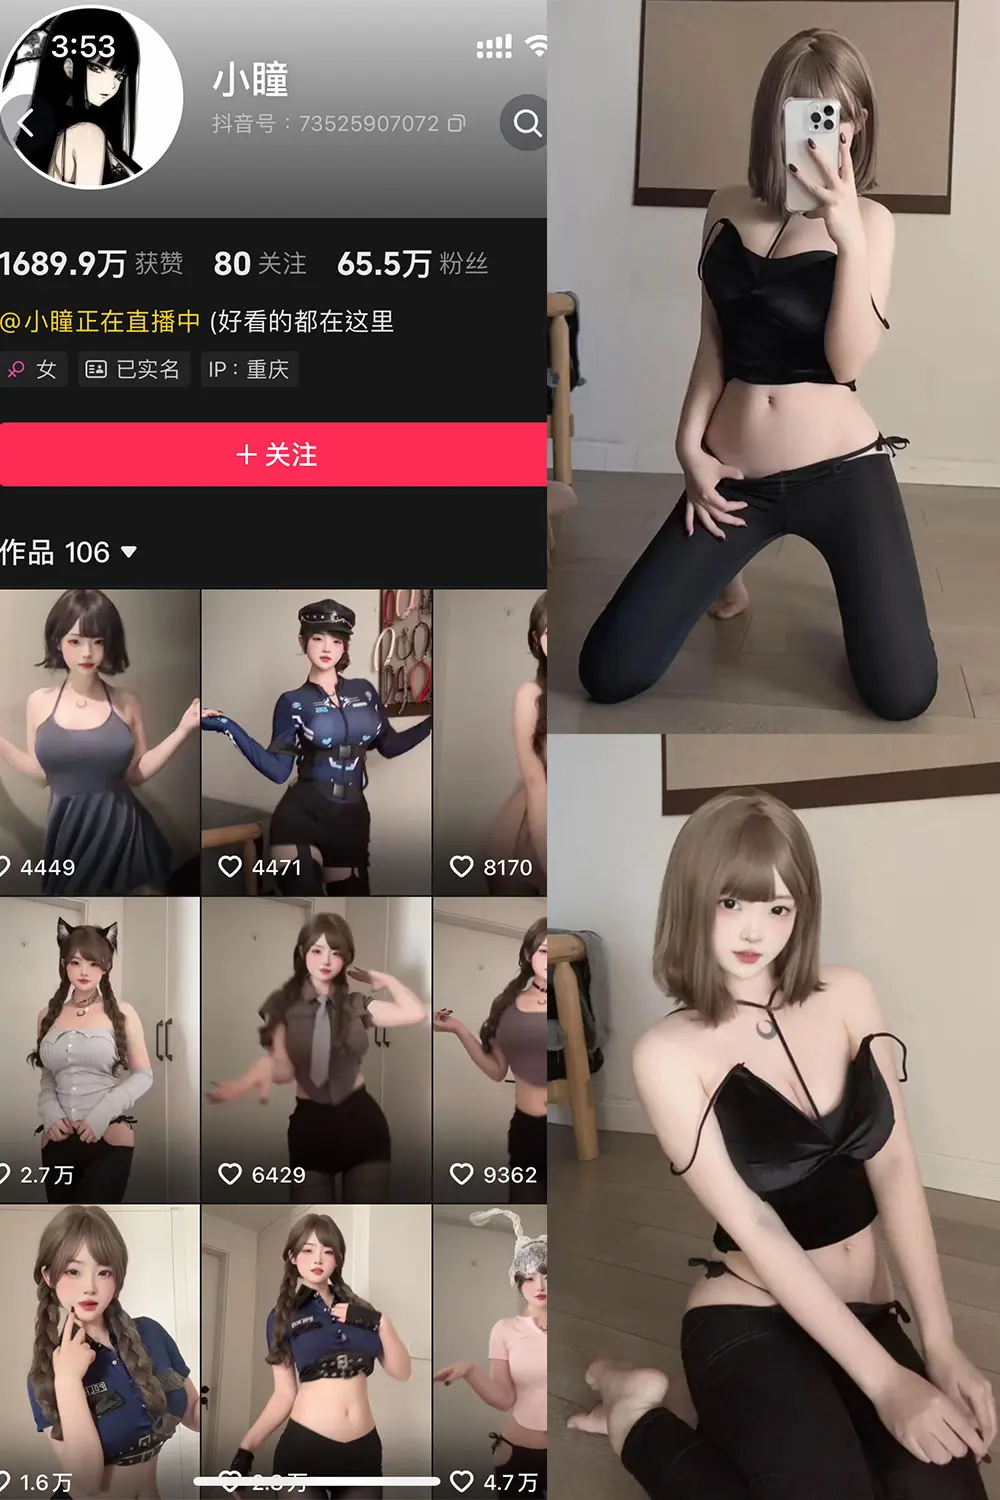 3:53
小瞳
抖音号：73525907072
1689.9万 获赞 80 关注 65.5万 粉丝
@小瞳正在直播中 (好看的都在这里
女 已实名 IP：重庆
＋关注
作品 106
4449 4471 8170
2.7万 6429 9362
1.6万 2.8万 4.7万